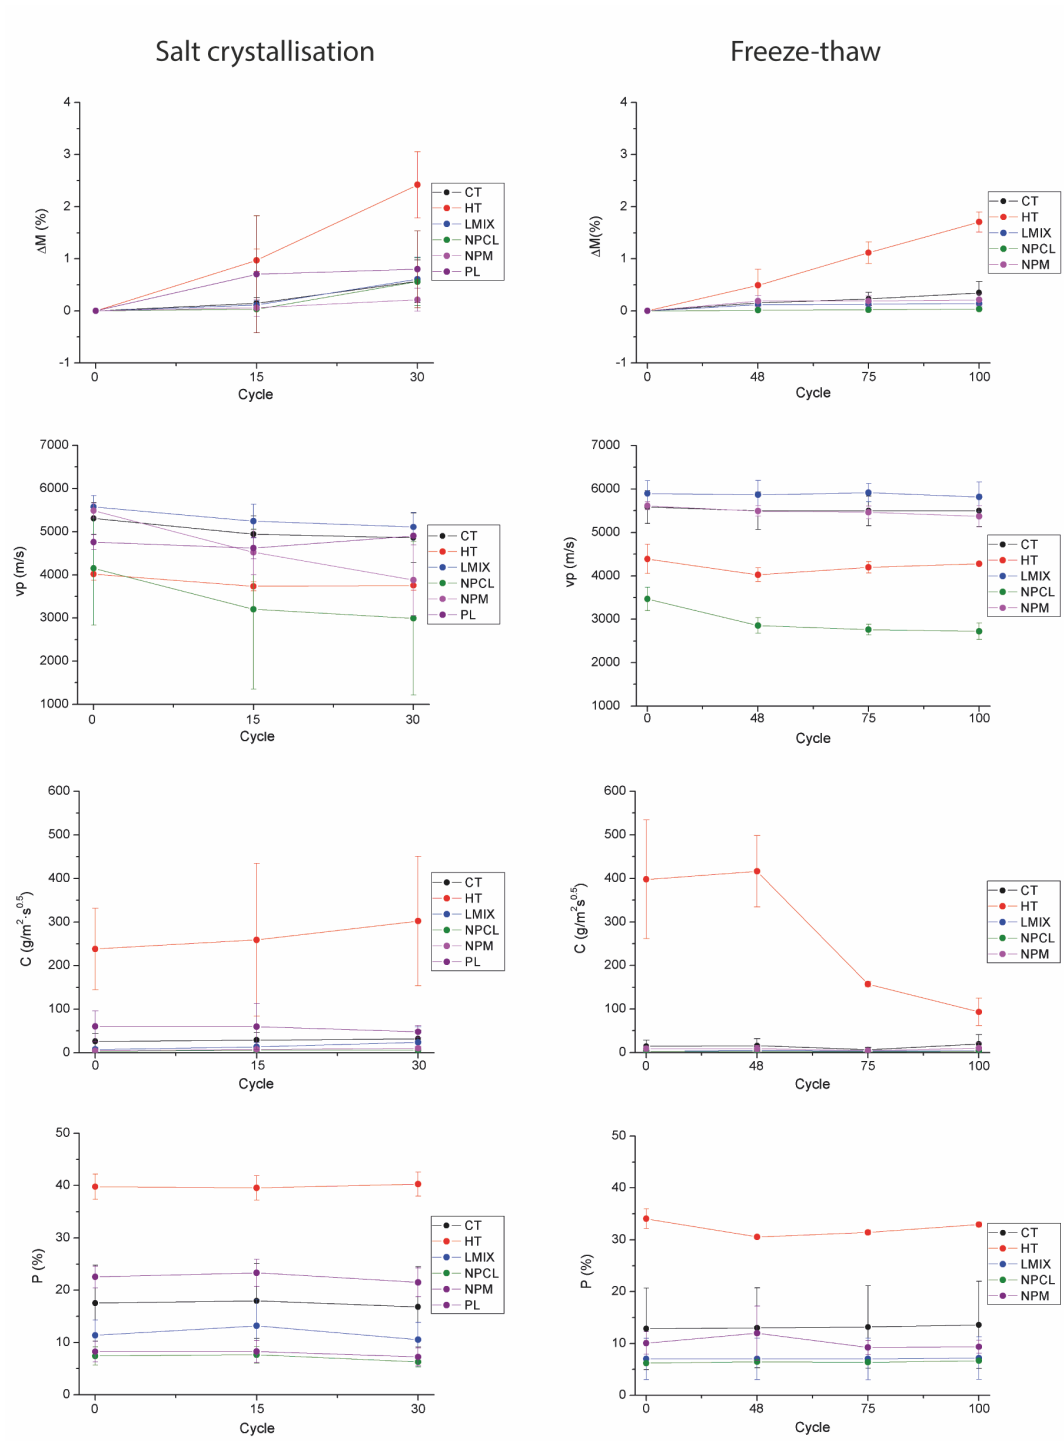 Salt crystallisation
Freeze-thaw
4
3
2
1
0
-1
ΔM (%)
0
15
30
Cycle
CT
HT
LMIX
NPCL
NPM
PL
4
3
2
1
0
-1
ΔM(%)
0
48
75
100
Cycle
CT
HT
LMIX
NPCL
NPM
7000
6000
5000
4000
3000
2000
1000
vp (m/s)
0
15
30
Cycle
CT
HT
LMIX
NPCL
NPM
PL
7000
6000
5000
4000
3000
2000
1000
vp (m/s)
0
48
75
100
Cycle
CT
HT
LMIX
NPCL
NPM
600
500
400
300
200
100
0
C (g/m²·s⁰·⁵)
0
15
30
Cycle
CT
HT
LMIX
NPCL
NPM
PL
600
500
400
300
200
100
0
C (g/m²s⁰·⁵)
0
48
75
100
Cycle
CT
HT
LMIX
NPCL
NPM
50
40
30
20
10
0
P (%)
0
15
30
Cycle
CT
HT
LMIX
NPCL
NPM
PL
50
40
30
20
10
0
P (%)
0
48
75
100
Cycle
CT
HT
LMIX
NPCL
NPM